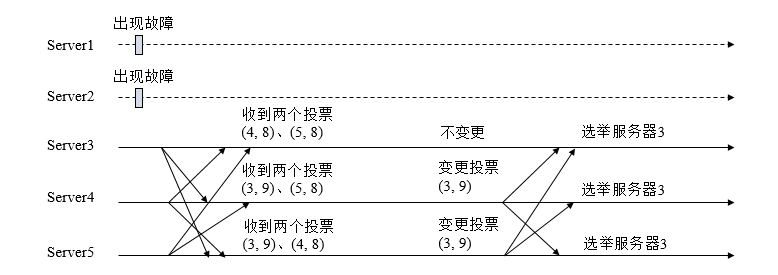 出现故障
Server1
出现故障
Server2
收到两个投票
(4, 8)、(5, 8)
不变更
选举服务器3
Server3
收到两个投票
(3, 9)、(5, 8)
变更投票
(3, 9)
选举服务器3
Server4
收到两个投票
(3, 9)、(4, 8)
变更投票
(3, 9)
选举服务器3
Server5